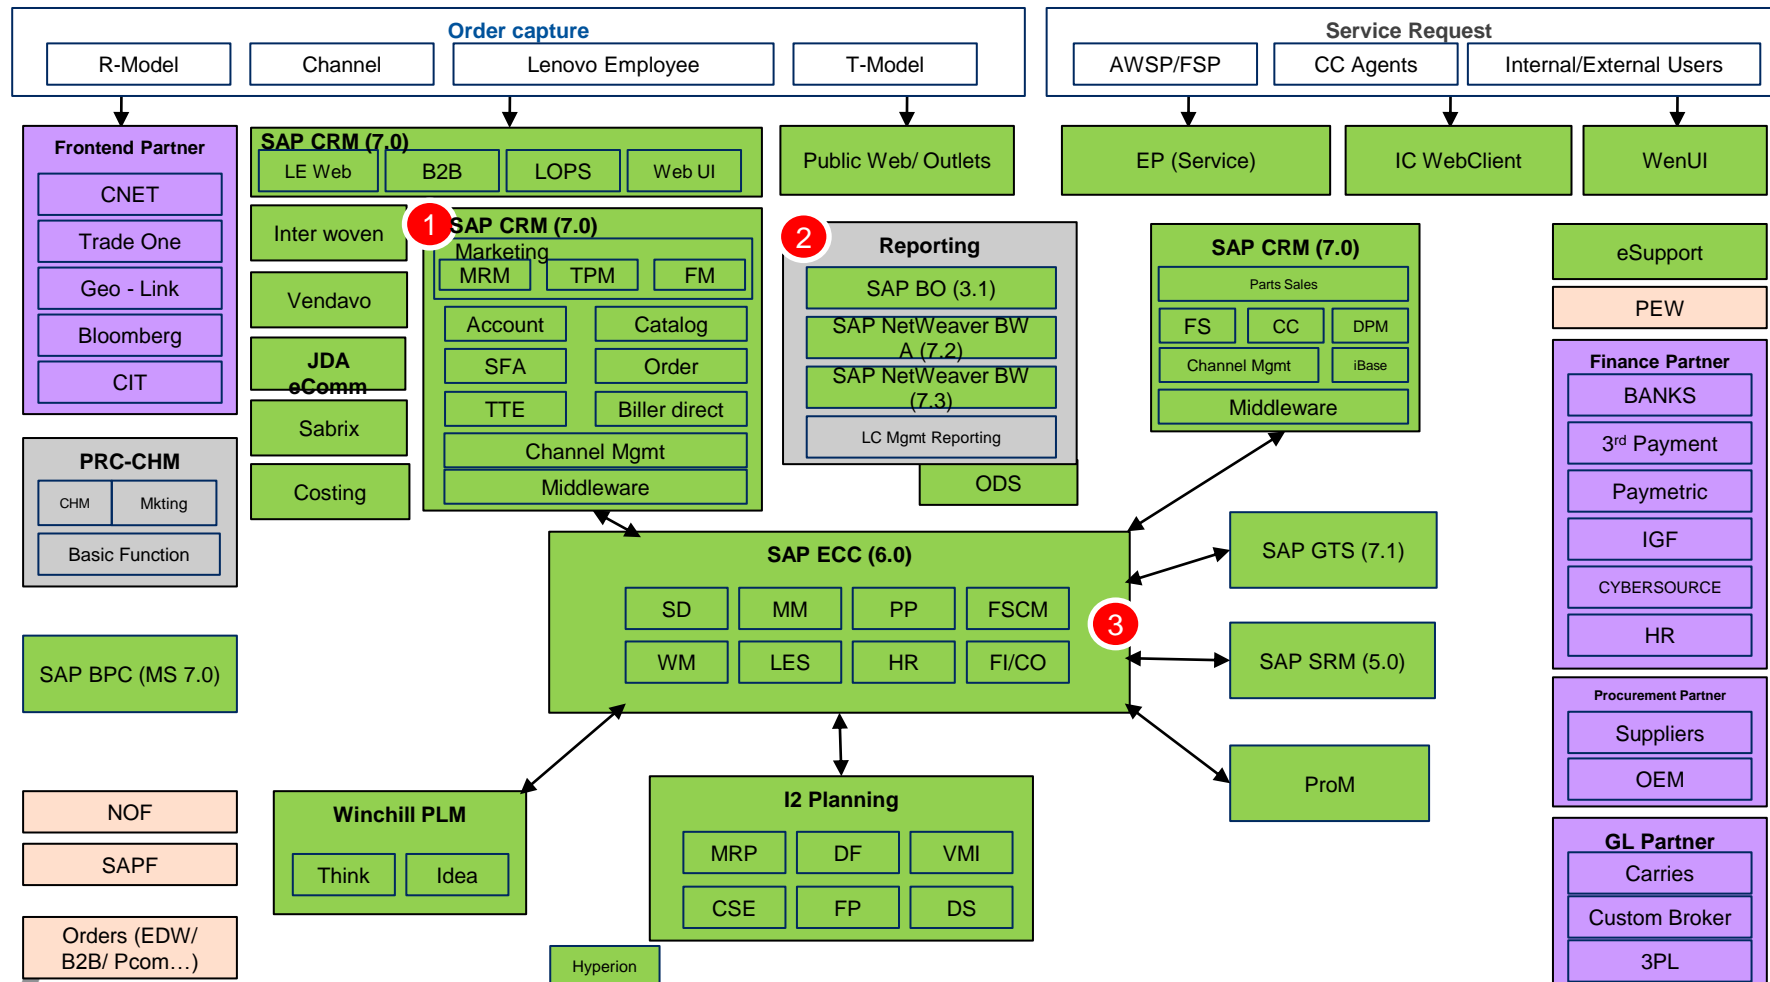 Order capture
R-Model
Channel
Lenovo Employee
T-Model
Service Request
AWSP/FSP
CC Agents
Internal/External Users
Frontend Partner
CNET
Trade One
Geo - Link
Bloomberg
CIT
SAP CRM (7.0)
LE Web
B2B
LOPS
Web UI
Public Web/ Outlets
EP (Service)
IC WebClient
WenUI
Inter woven
Vendavo
JDA
eComm
Sabrix
Costing
1
SAP CRM (7.0)
Marketing
MRM
TPM
FM
Account
Catalog
SFA
Order
TTE
Biller direct
Channel Mgmt
Middleware
2
Reporting
SAP BO (3.1)
SAP NetWeaver BW
A (7.2)
SAP NetWeaver BW
(7.3)
LC Mgmt Reporting
ODS
SAP CRM (7.0)
Parts Sales
FS
CC
DPM
Channel Mgmt
iBase
Middleware
eSupport
PEW
Finance Partner
BANKS
3rd Payment
Paymetric
IGF
CYBERSOURCE
HR
PRC-CHM
CHM
Mkting
Basic Function
SAP ECC (6.0)
SD
MM
PP
FSCM
WM
LES
HR
FI/CO
3
SAP GTS (7.1)
SAP SRM (5.0)
ProM
SAP BPC (MS 7.0)
Procurement Partner
Suppliers
OEM
NOF
SAPF
Orders (EDW/
B2B/ Pcom…)
Winchill PLM
Think
Idea
I2 Planning
MRP
DF
VMI
CSE
FP
DS
Hyperion
GL Partner
Carries
Custom Broker
3PL